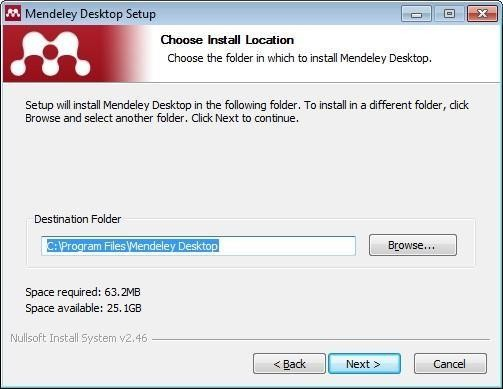 Mendeley Desktop Setup
Choose Install Location
Choose the folder in which to install Mendeley Desktop.
Setup will install Mendeley Desktop in the following folder. To install in a different folder, click
Browse and select another folder. Click Next to continue.
Destination Folder
C:\Program Files\Mendeley Desktop
Browse...
Space required: 63.2MB
Space available: 25.1GB
Nullsoft Install System v2.46
< Back
Next >
Cancel